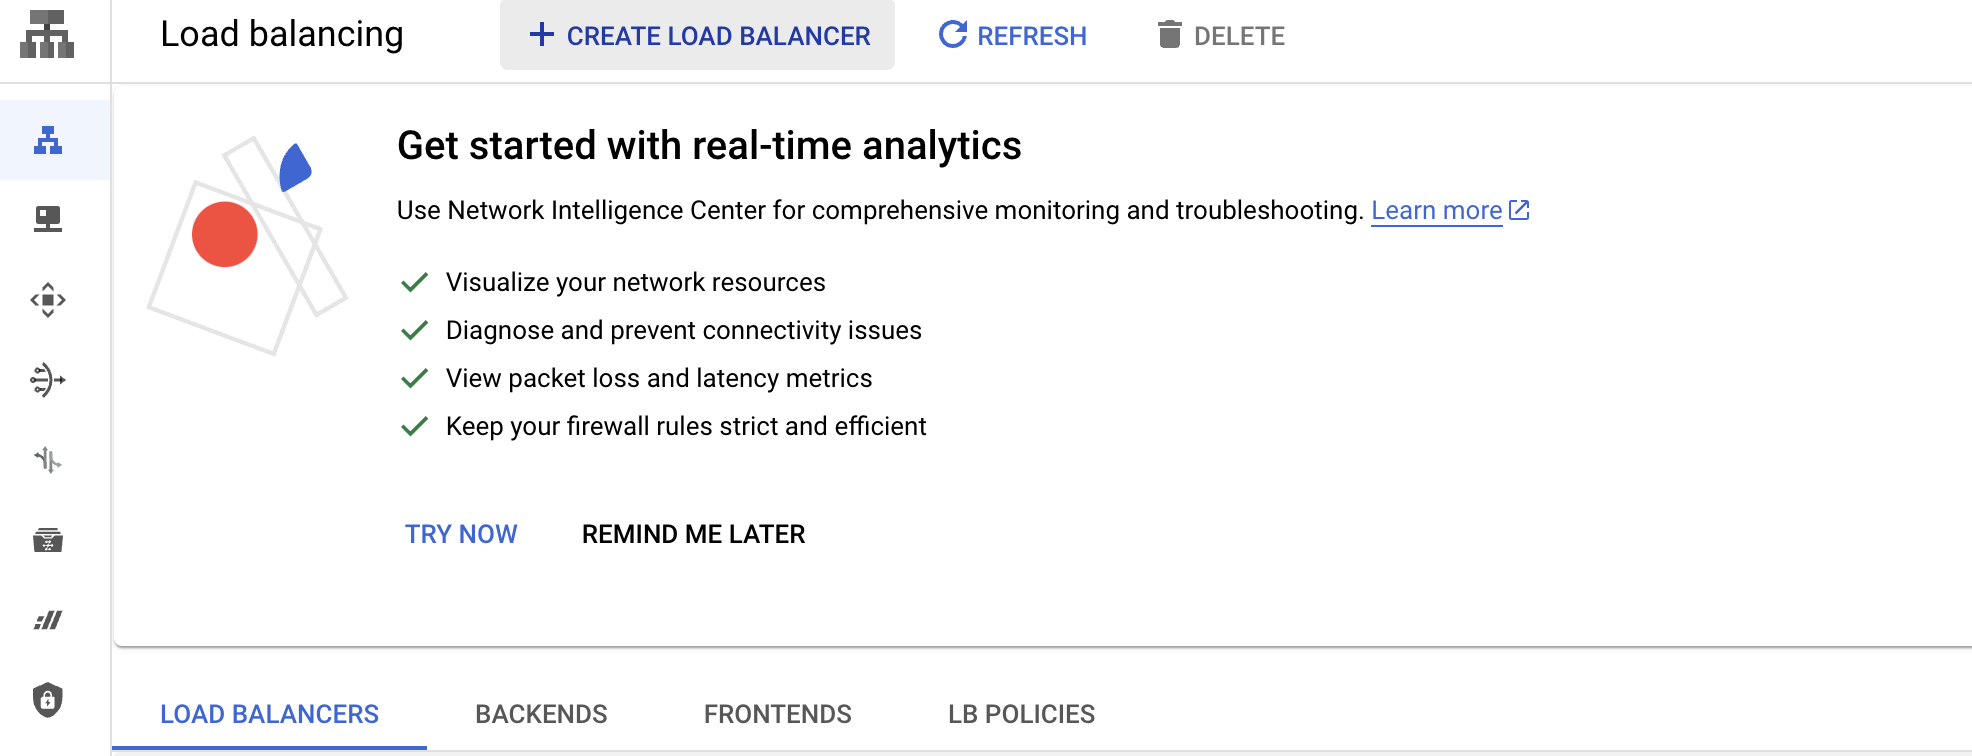 Load balancing
CREATE LOAD BALANCER
REFRESH
DELETE
Get started with real-time analytics
Use Network Intelligence Center for comprehensive monitoring and troubleshooting. Learn more
Visualize your network resources
Diagnose and prevent connectivity issues
View packet loss and latency metrics
Keep your firewall rules strict and efficient
TRY NOW
REMIND ME LATER
LOAD BALANCERS
BACKENDS
FRONTENDS
LB POLICIES